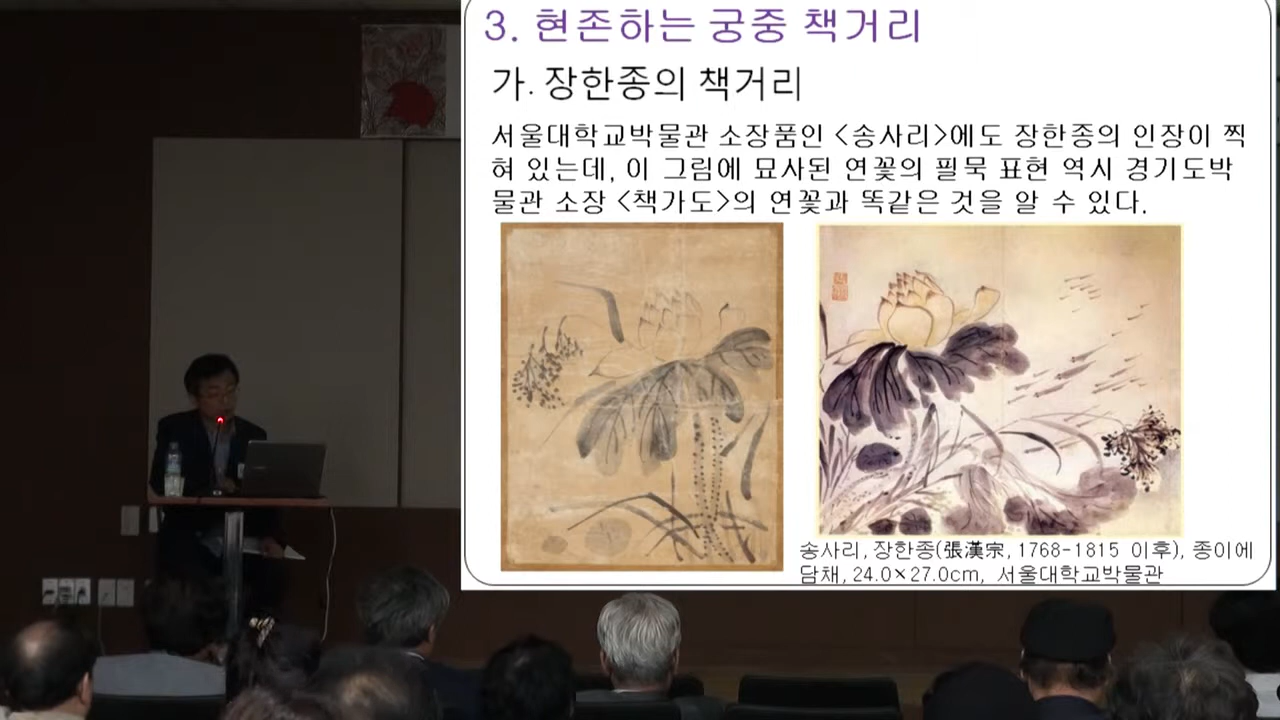 3. 현존하는 궁중 책거리
가. 장한종의 책거리
서울대학교박물관 소장품인 <송사리>에도 장한종의 인장이 찍
혀 있는데, 이 그림에 묘사된 연꽃의 필묵 표현 역시 경기도박
물관 소장 <책가도>의 연꽃과 똑같은 것을 알 수 있다.
송사리, 장한종(張漢宗, 1768-1815 이후), 종이에
담채, 24.0×27.0cm, 서울대학교박물관